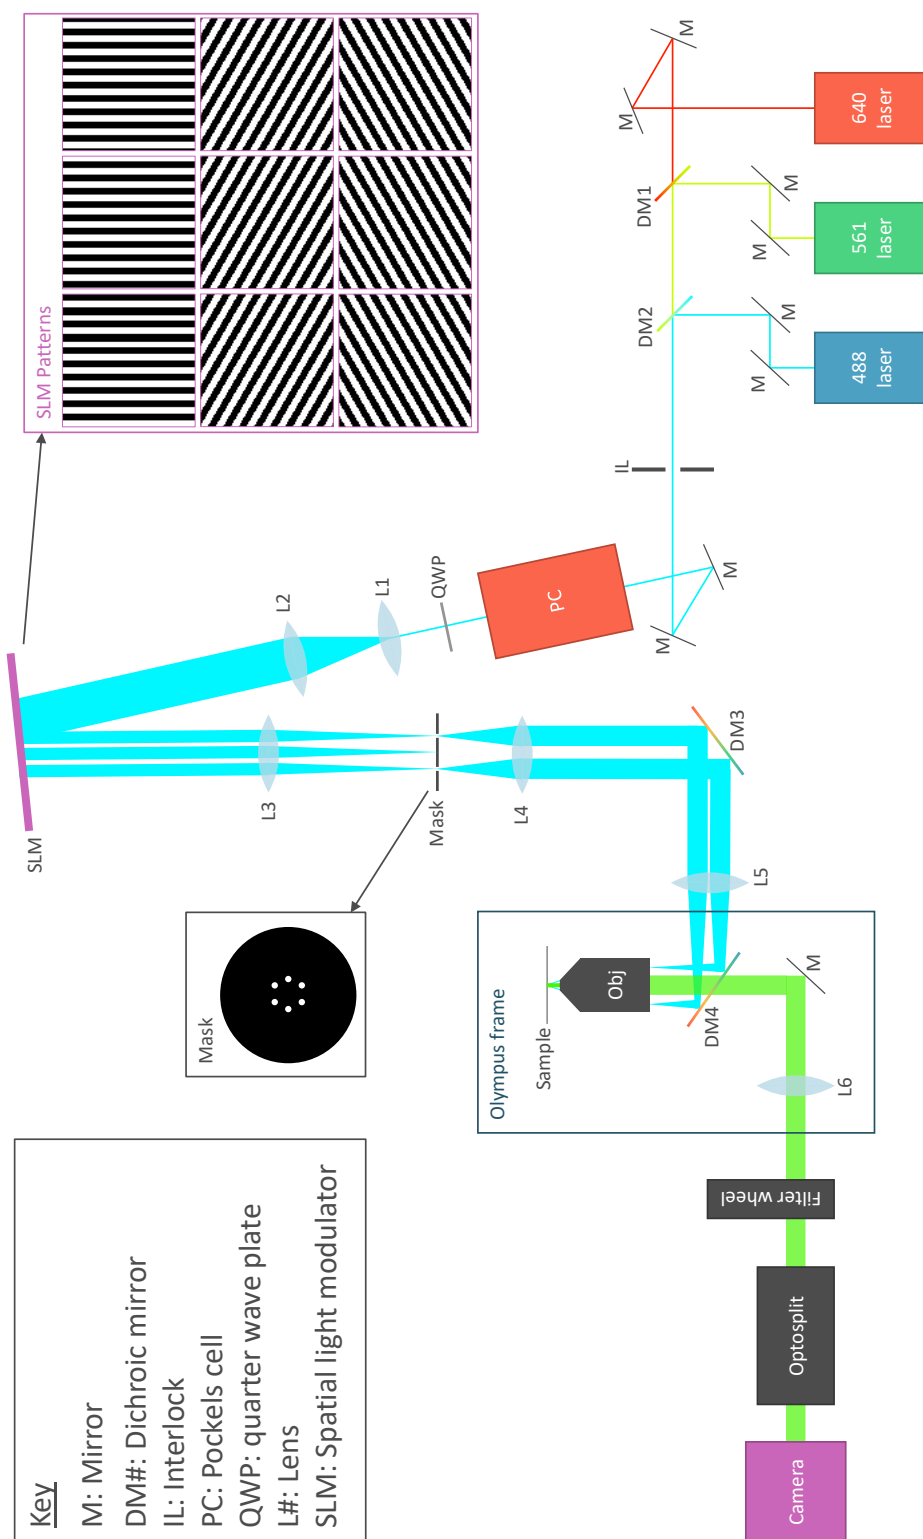 Key
M: Mirror
DM#: Dichroic mirror
IL: Interlock
PC: Pockels cell
QWP: quarter wave plate
L#: Lens
SLM: Spatial light modulator
Mask
SLM
SLM Patterns
L3
L2
L1
Mask
QWP
L4
PC
M
M
IL
DM3
L5
Olympus frame
Sample
Obj
DM4
M
L6
Filter wheel
Optosplit
Camera
DM2
DM1
M
M
M
M
M
M
488
laser
561
laser
640
laser